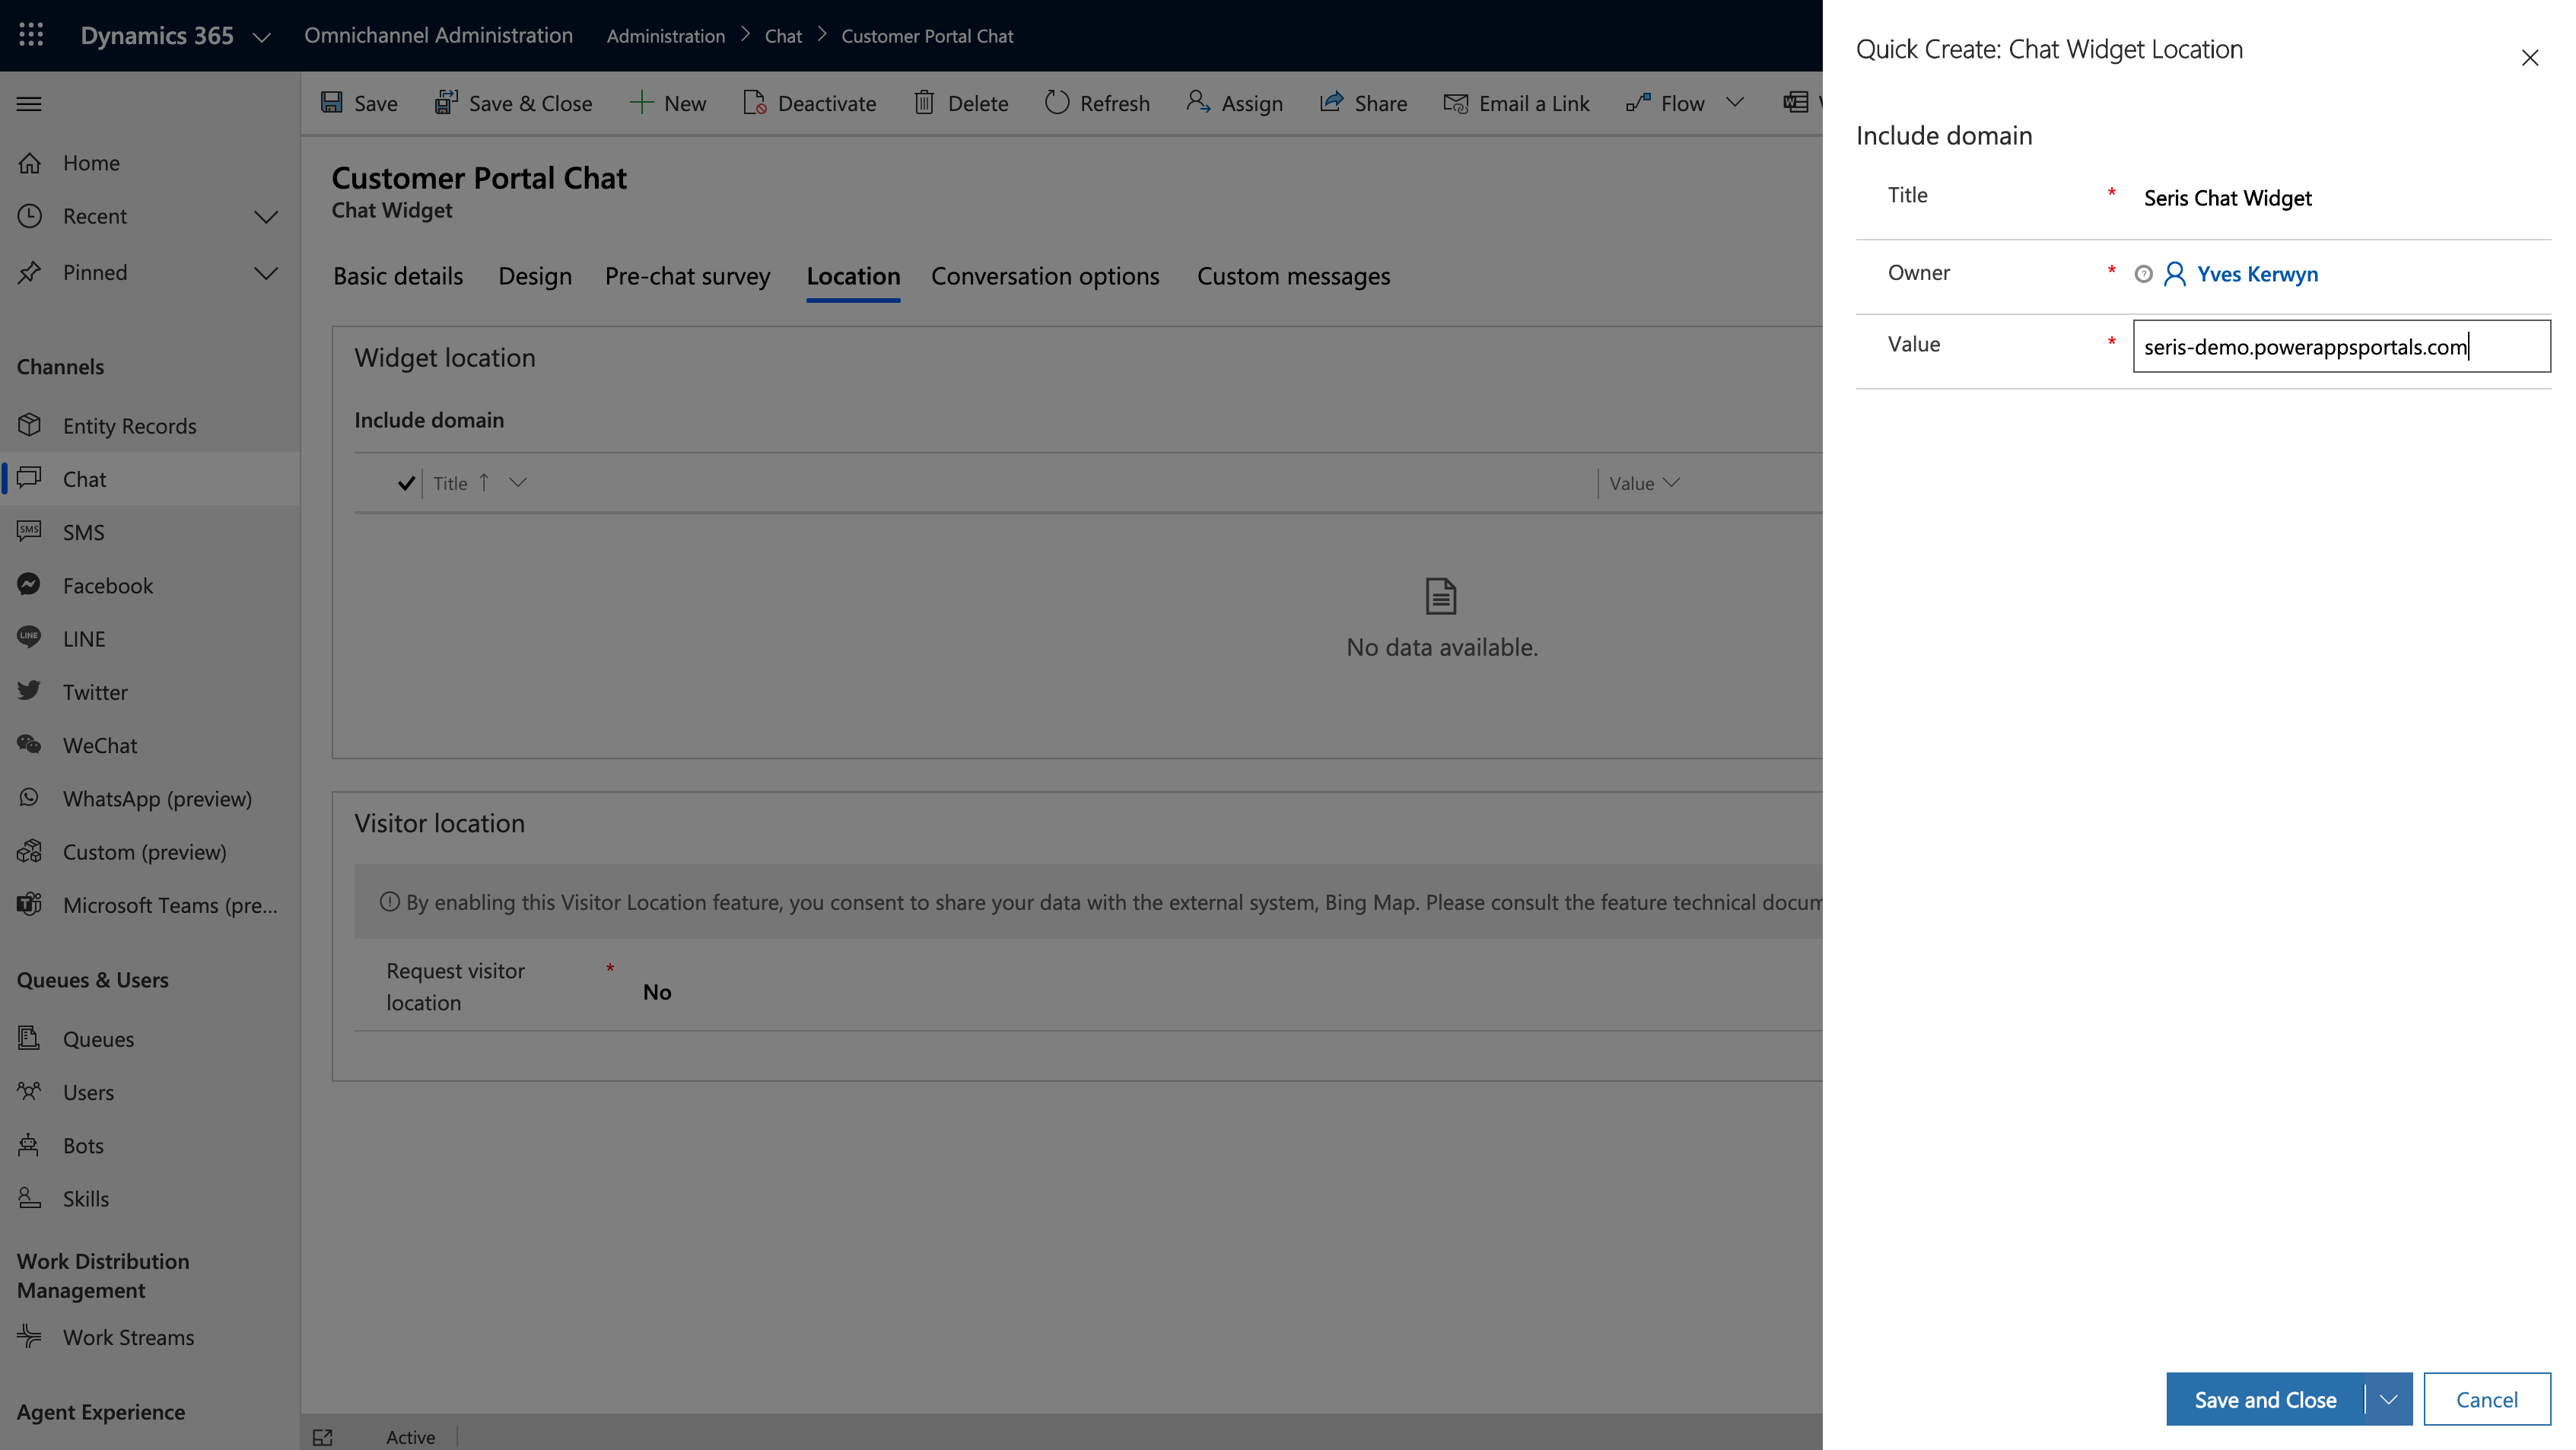 Dynamics 365
Omnichannel Administration
Administration > Chat > Customer Portal Chat
Save
Save & Close
New
Deactivate
Delete
Refresh
Assign
Share
Email a Link
Flow
Home
Recent
Pinned
Channels
Entity Records
Chat
SMS
Facebook
LINE
Twitter
WeChat
WhatsApp (preview)
Custom (preview)
Microsoft Teams (pre...
Queues & Users
Queues
Users
Bots
Skills
Work Distribution
Management
Work Streams
Agent Experience
Customer Portal Chat
Chat Widget
Basic details
Design
Pre-chat survey
Location
Conversation options
Custom messages
Widget location
Include domain
Title
Value
No data available.
Visitor location
By enabling this Visitor Location feature, you consent to share your data with the external system, Bing Map. Please consult the feature technical docum
Request visitor
location
*
No
Active
Quick Create: Chat Widget Location
Include domain
Title * Seris Chat Widget
Owner * Yves Kerwyn
Value * seris-demo.powerappsportals.com
Save and Close
Cancel